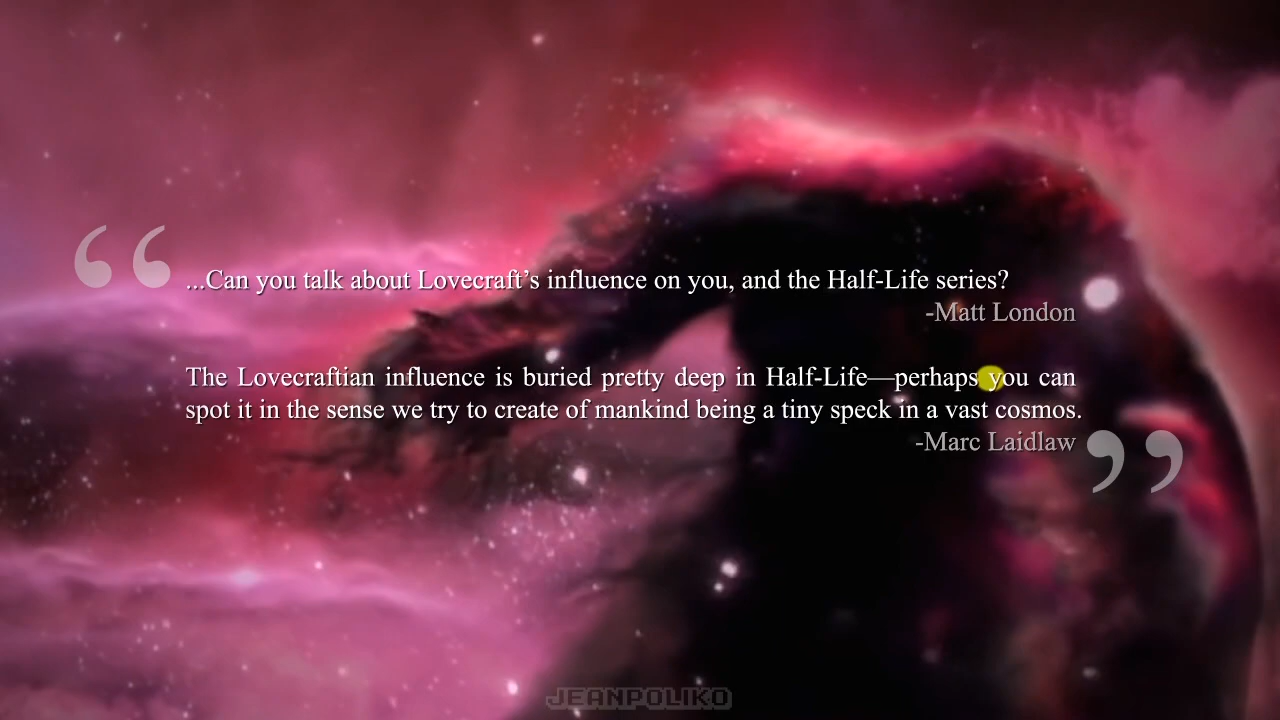 ...Can you talk about Lovecraft’s influence on you, and the Half-Life series?
-Matt London
The Lovecraftian influence is buried pretty deep in Half-Life—perhaps you can
spot it in the sense we try to create of mankind being a tiny speck in a vast cosmos.
-Marc Laidlaw
JEANPOLIKO